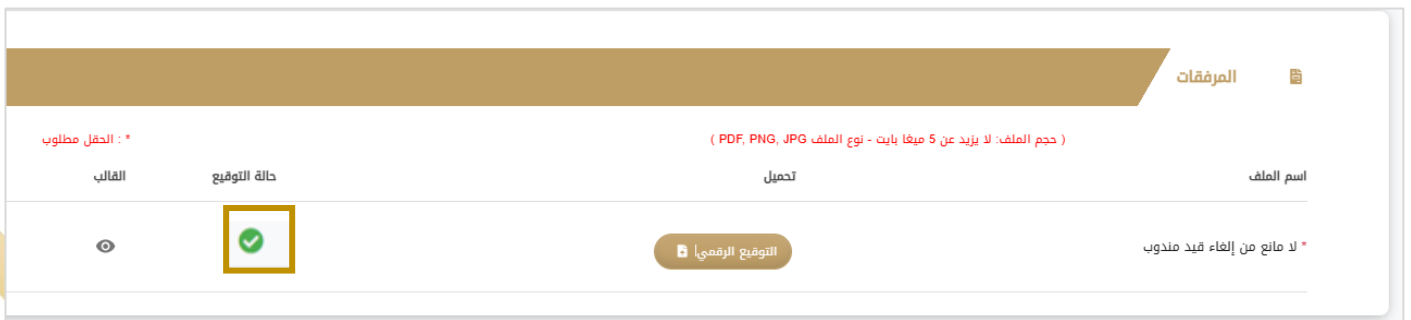 المرفقات
( حجم الملف: لا يزيد عن 5 ميغا بايت - نوع الملف PDF, PNG, JPG )
* : الحقل مطلوب
اسم الملف تحميل حالة التوقيع القالب
* لا مانع من إلغاء قيد مندوب التوقيع الرقمي